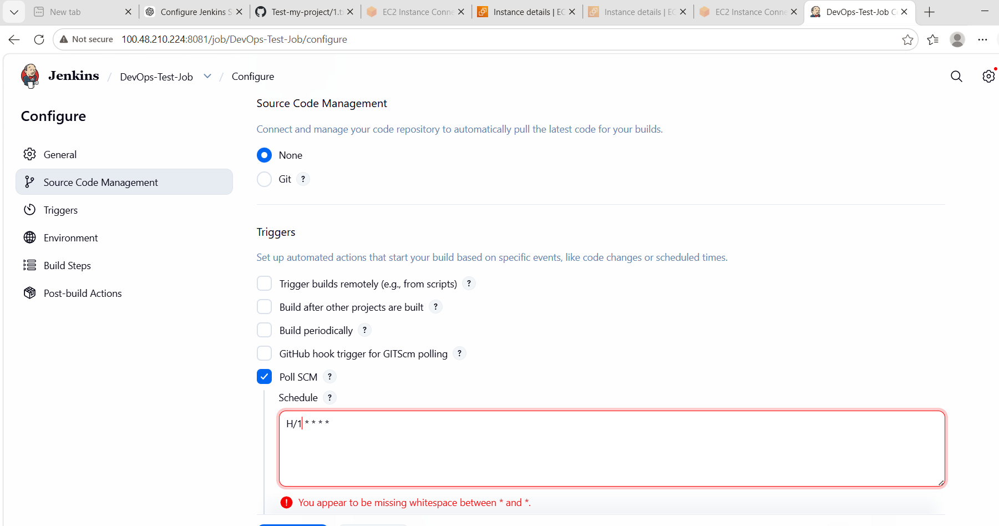 New tab
Configure Jenkins S
Test-my-project/1.t
EC2 Instance Conne
Instance details | EC
Instance details | EC
EC2 Instance Conne
DevOps-Test-Job C
Not secure 100.48.210.224:8081/job/DevOps-Test-Job/configure
Jenkins / DevOps-Test-Job / Configure
Configure
General
Source Code Management
Triggers
Environment
Build Steps
Post-build Actions
Source Code Management
Connect and manage your code repository to automatically pull the latest code for your builds.
None
Git ?
Triggers
Set up automated actions that start your build based on specific events, like code changes or scheduled times.
Trigger builds remotely (e.g., from scripts) ?
Build after other projects are built ?
Build periodically ?
GitHub hook trigger for GITScm polling ?
Poll SCM ?
Schedule ?
H/1 * * * *
You appear to be missing whitespace between * and *.